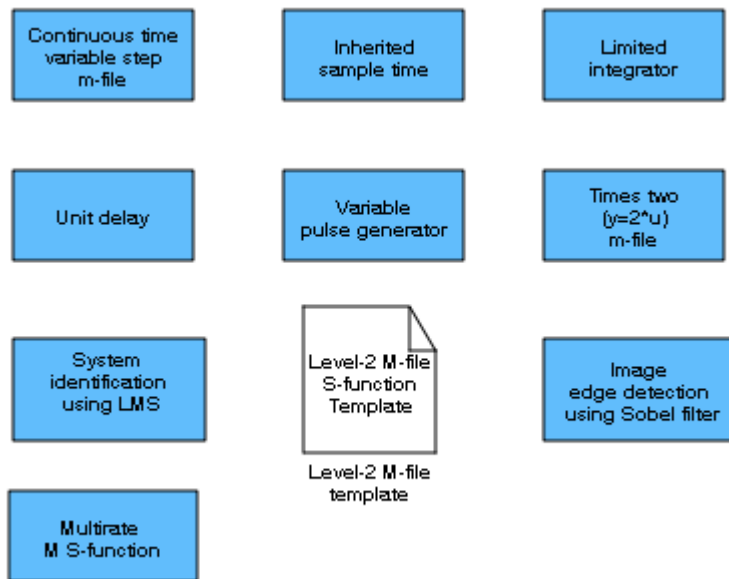 Continuous time
variable step
m-file
Inherited
sample time
Limited
integrator
Unit delay
Variable
pulse generator
Times two
(y=2*u)
m-file
System
identification
using LMS
Level-2 M-file
S-function
Template
Level-2 M-file
template
Image
edge detection
using Sobel filter
Multirate
M S-function